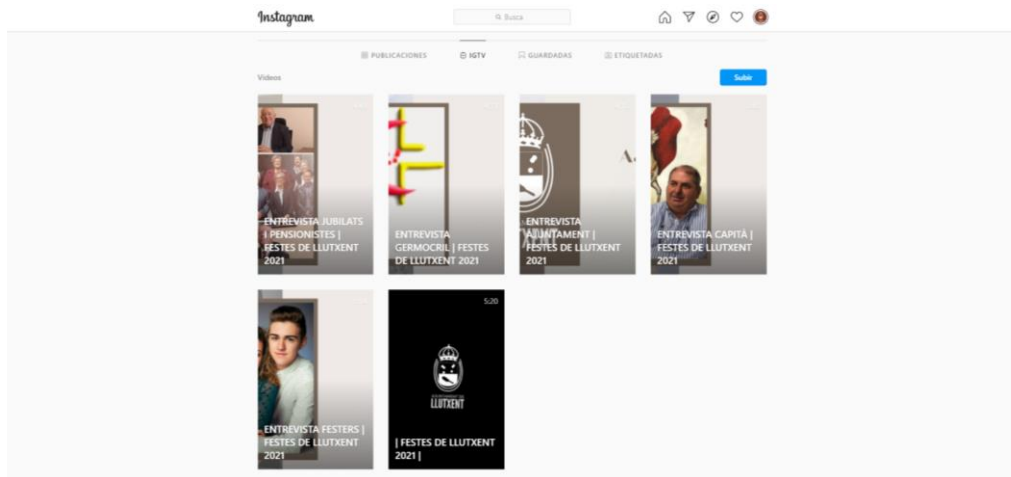 Instagram
Busca
PUBLICACIONES
IGTV
GUARDADAS
ETIQUETADAS
Vídeos
Subir
ENTREVISTA JUBILATS
I PENSIONISTES |
FESTES DE LLUTXENT
2021
ENTREVISTA
GERMOCRIL | FESTES
DE LLUTXENT 2021
ENTREVISTA
AJUNTAMENT |
FESTES DE LLUTXENT
2021
ENTREVISTA CAPITÀ |
FESTES DE LLUTXENT
2021
ENTREVISTA FESTERS |
FESTES DE LLUTXENT
2021
5:20
LLUTXENT
| FESTES DE LLUTXENT
2021 |